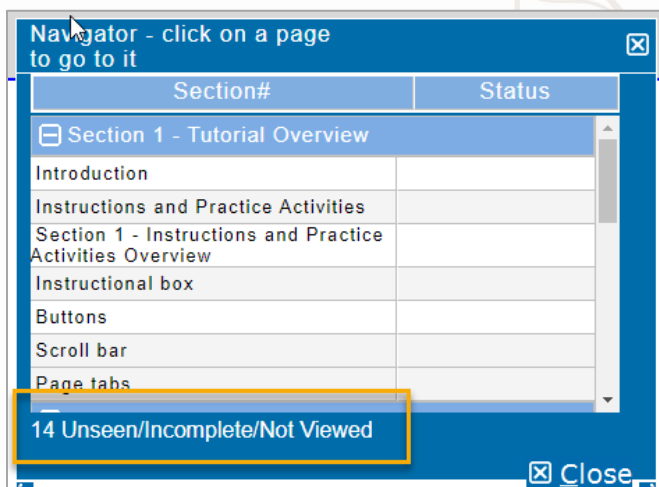 Navigator - click on a page
to go to it
Section# Status
Section 1 - Tutorial Overview
Introduction
Instructions and Practice Activities
Section 1 - Instructions and Practice
Activities Overview
Instructional box
Buttons
Scroll bar
Page tabs
14 Unseen/Incomplete/Not Viewed
Close